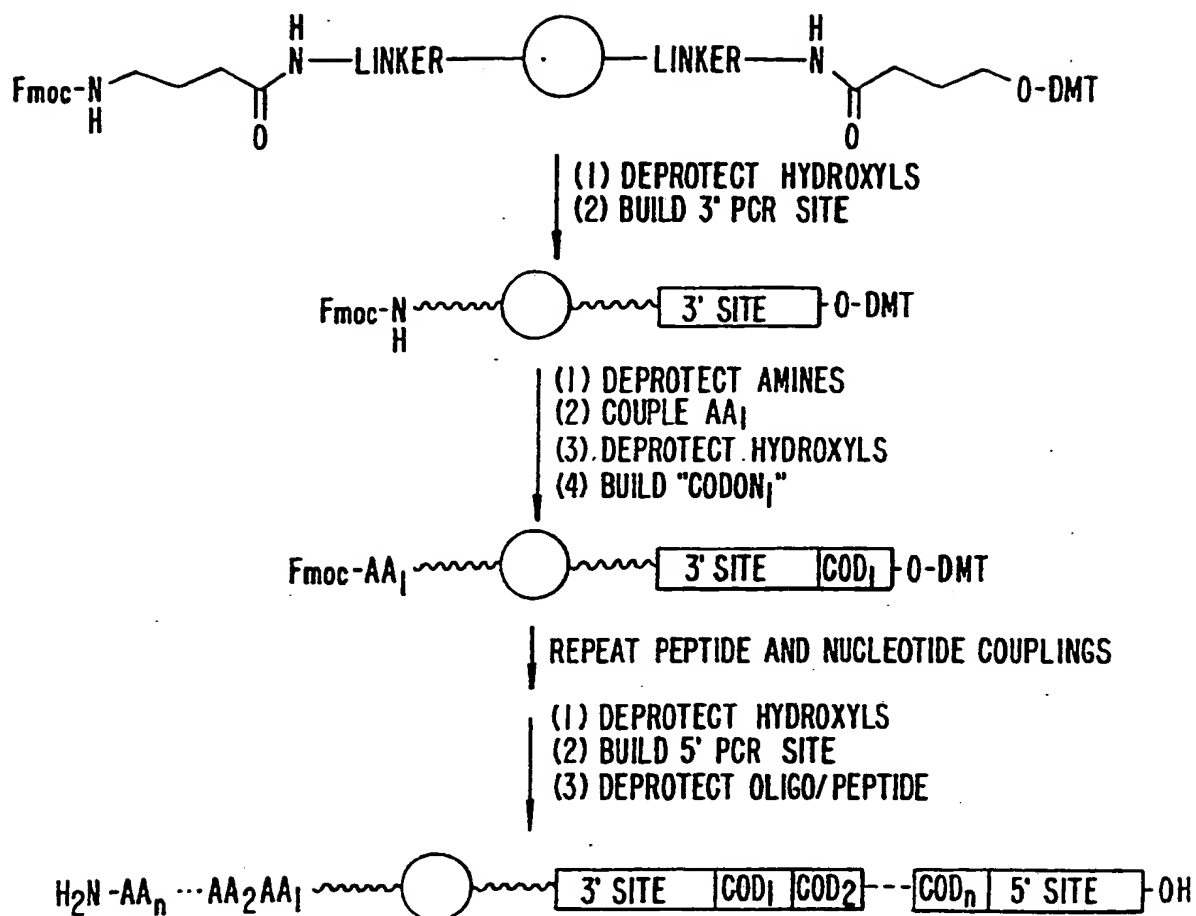 H H
Fmoc-N N—LINKER— —LINKER—N O-DMT
H O O
(1) DEPROTECT HYDROXYLS
(2) BUILD 3' PCR SITE
Fmoc-N 3' SITE O-DMT
H
(1) DEPROTECT AMINES
(2) COUPLE AA1
(3). DEPROTECT HYDROXYLS
(4) BUILD "CODON1"
Fmoc-AA1 3' SITE COD1 O-DMT
REPEAT PEPTIDE AND NUCLEOTIDE COUPLINGS
(1) DEPROTECT HYDROXYLS
(2) BUILD 5' PCR SITE
(3) DEPROTECT OLIGO/PEPTIDE
H2N-AAn ··· AA2AA1 3' SITE COD1 COD2 --- CODn 5' SITE -OH